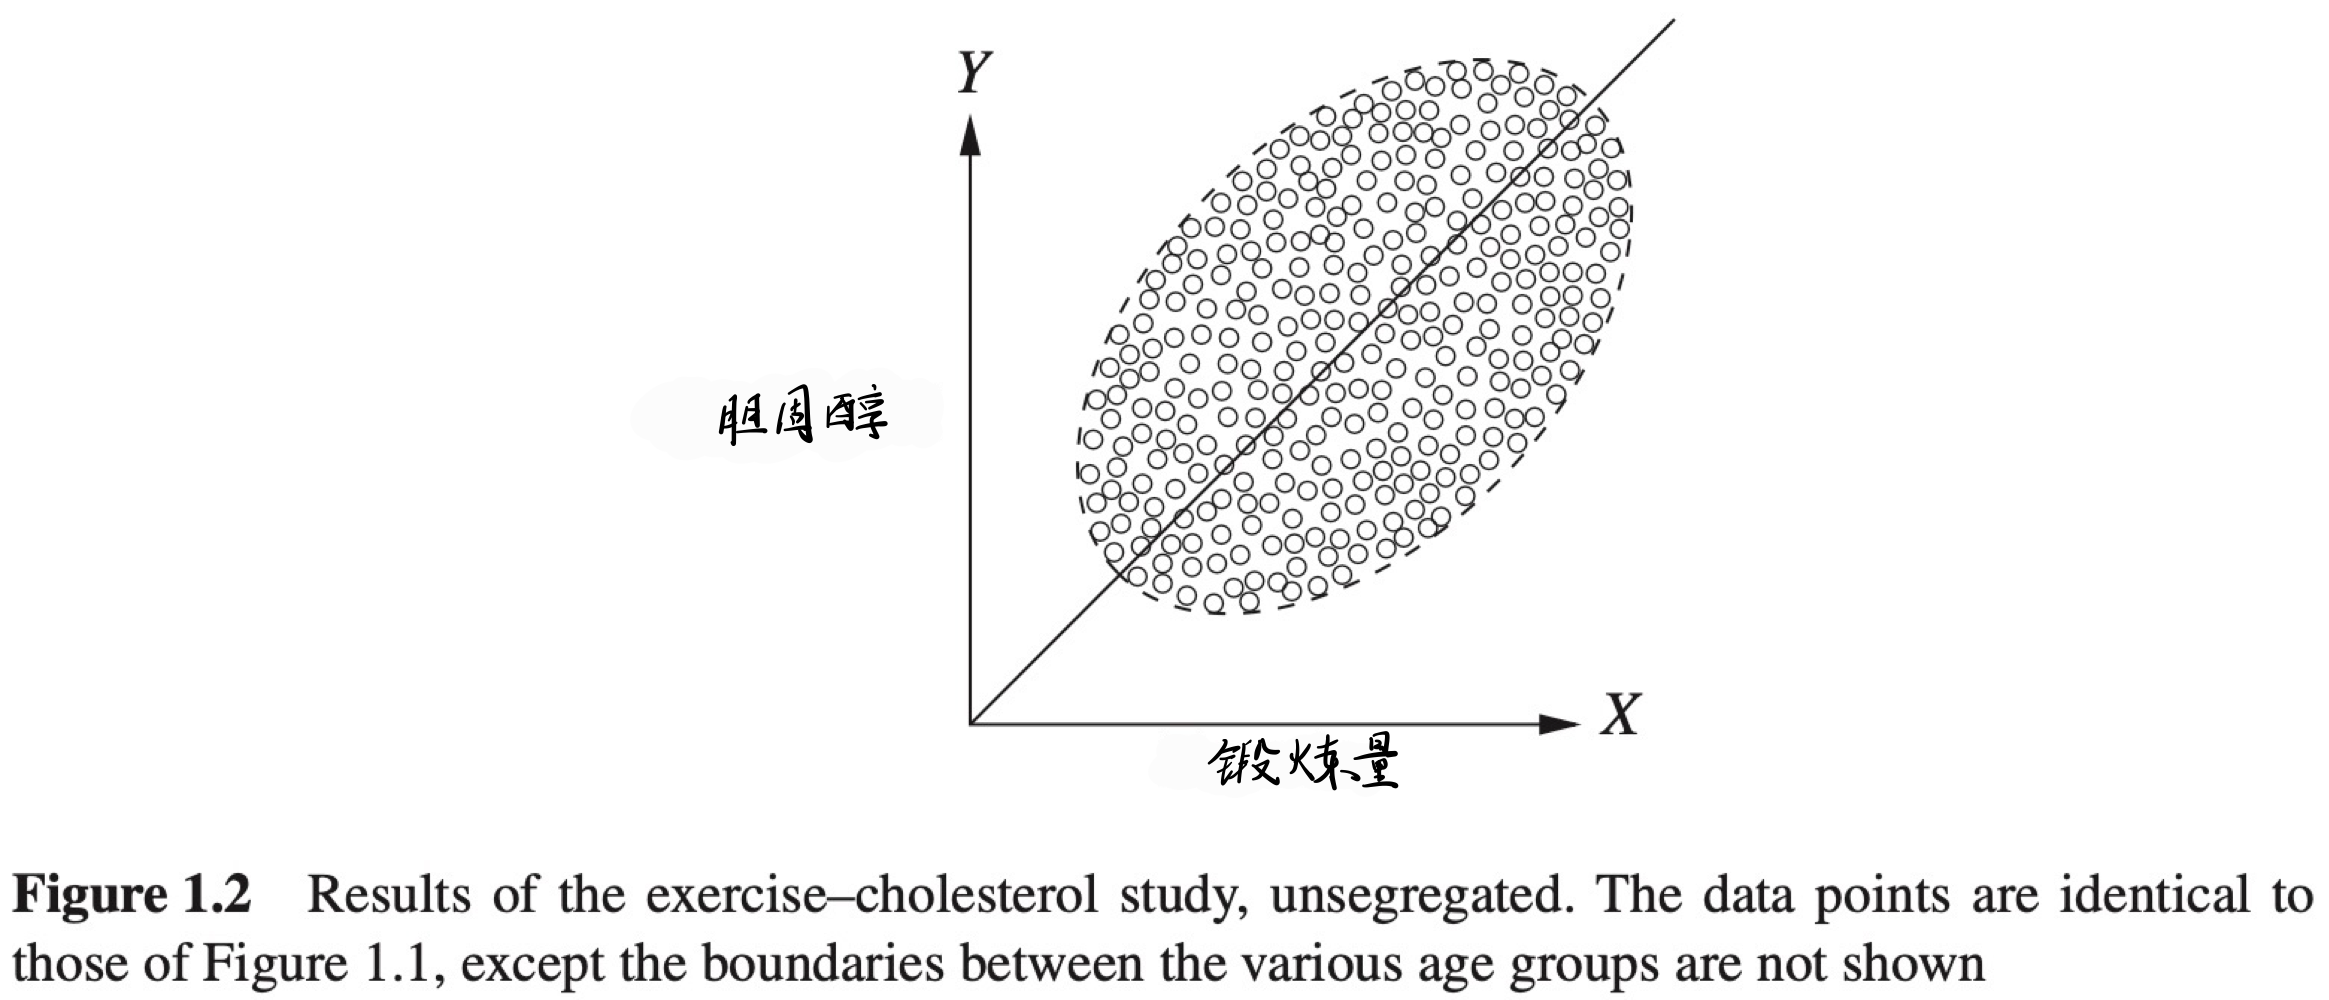 Y
胆固醇
X
锻炼量
Figure 1.2 Results of the exercise–cholesterol study, unsegregated. The data points are identical to
those of Figure 1.1, except the boundaries between the various age groups are not shown